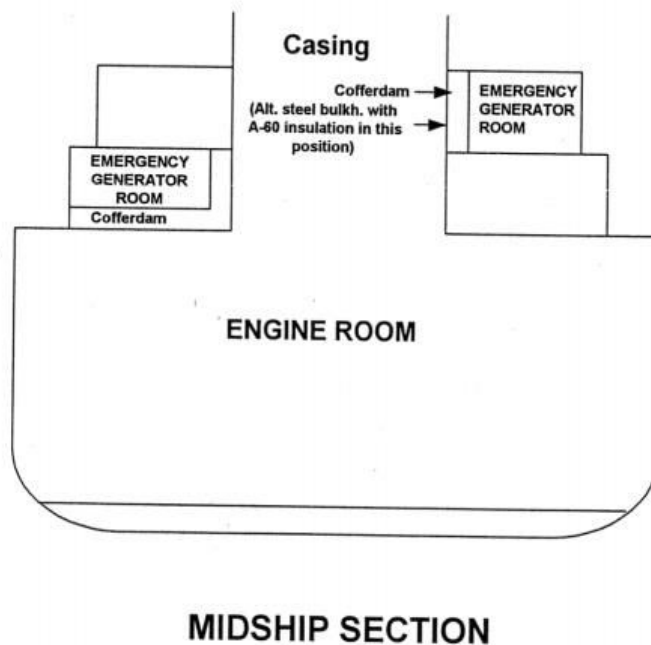 Casing
Cofferdam
(Alt. steel bulkh. with
A-60 insulation in this
position)
EMERGENCY
GENERATOR
ROOM
EMERGENCY
GENERATOR
ROOM
Cofferdam
ENGINE ROOM
MIDSHIP SECTION